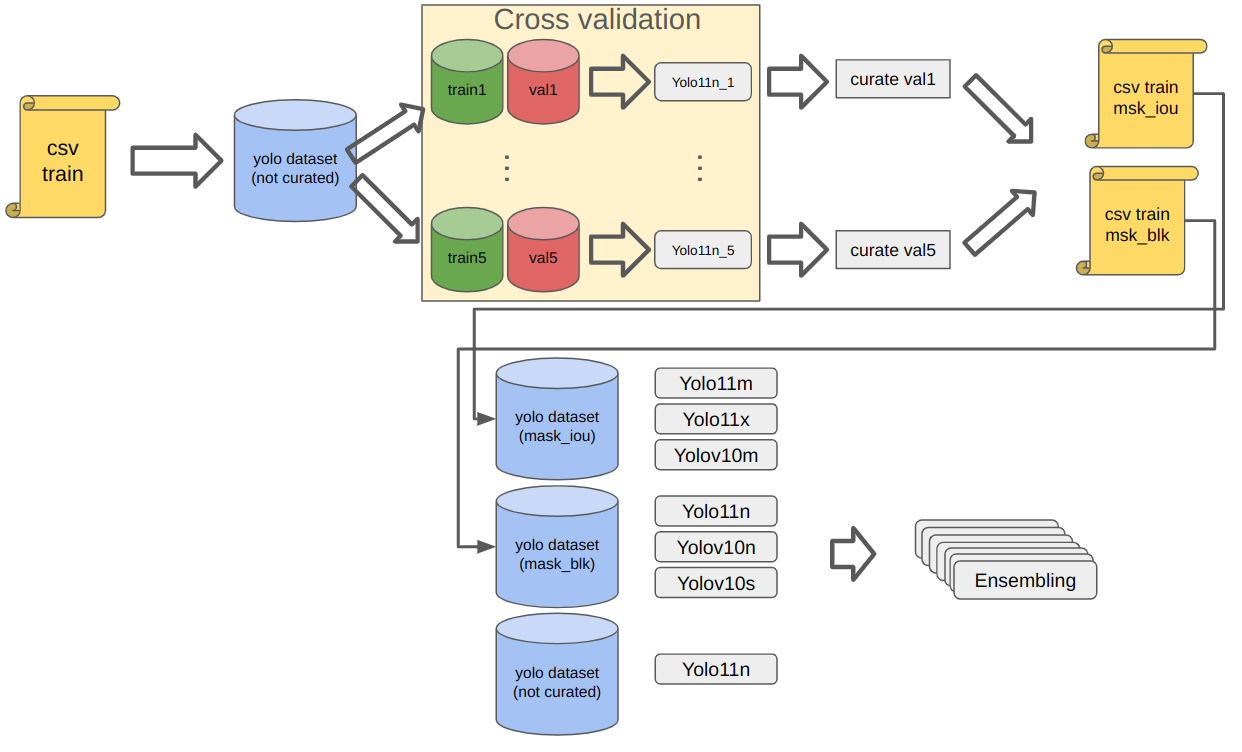 Cross validation
csv
train
yolo dataset
(not curated)
train1
val1
Yolo11n_1
curate val1
csv train
msk_iou
train5
val5
Yolo11n_5
curate val5
csv train
msk_blk
yolo dataset
(mask_iou)
Yolo11m
Yolo11x
Yolov10m
yolo dataset
(mask_blk)
Yolo11n
Yolov10n
Yolov10s
Ensembling
yolo dataset
(not curated)
Yolo11n